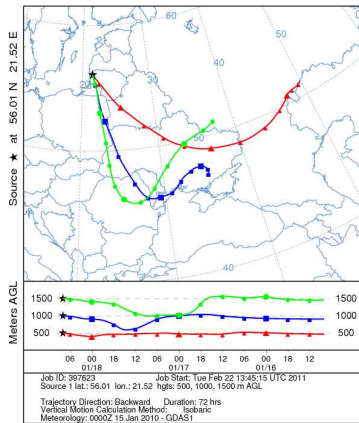 60
50
22
60
50
50
40
40
Source ★ at 56.01 N 21.52 E
Meters AGL
1500 1500
1000 1000
500 500
06 00 18 12 06 00 18 12 06 00 18 12
01/18 01/17 01/16
Job ID: 397623 Job Start: Tue Feb 22 13:45:15 UTC 2011
Source 1 lat.: 56.01 lon.: 21.52 hgts: 500, 1000, 1500 m AGL
Trajectory Direction: Backward Duration: 72 hrs
Vertical Motion Calculation Method: Isobaric
Meteorology: 0000Z 15 Jan 2010 - GDAS1